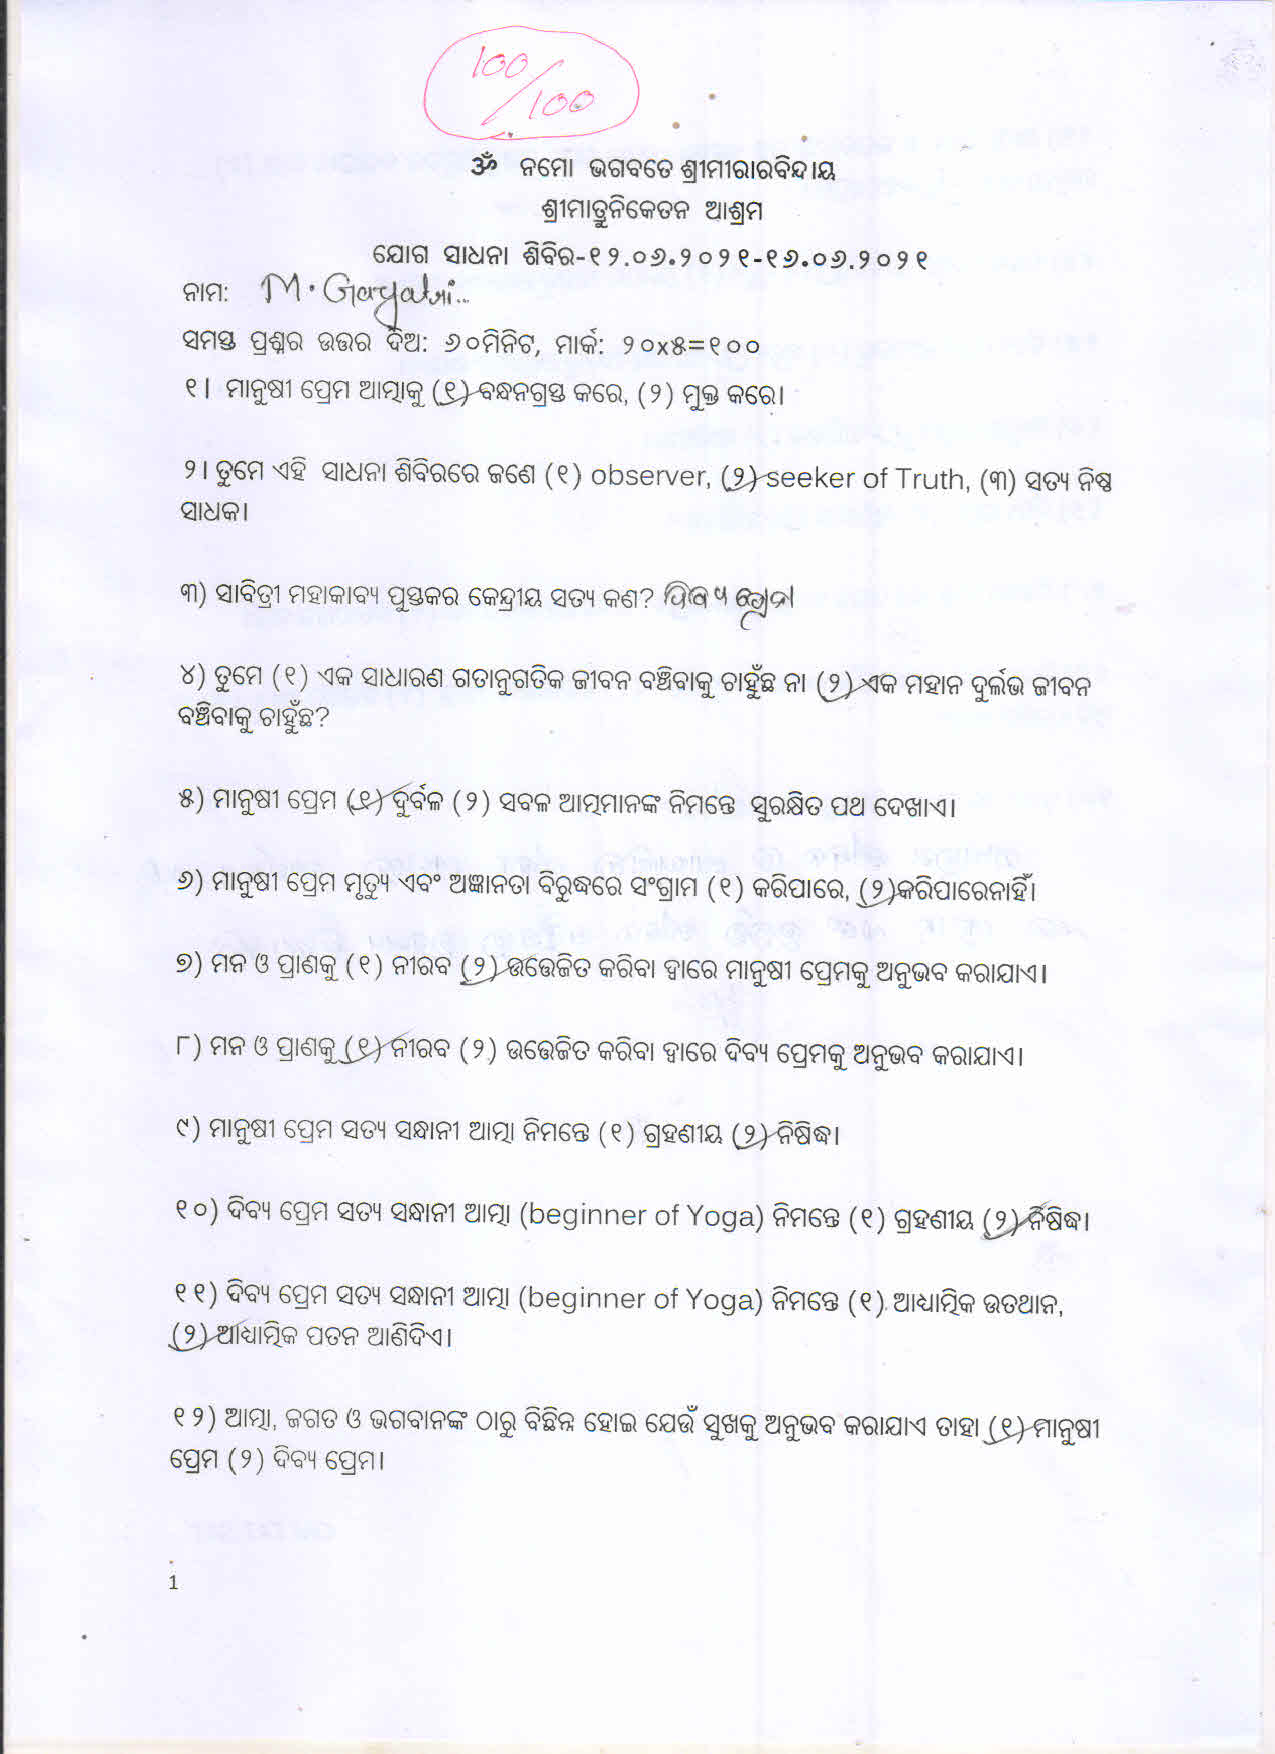 100/100
ॐ ନମୋ ଭଗବତେ ଶ୍ରୀମୀରାରବିନ୍ଦାୟ
ଶ୍ରୀମାତୃନିକେତନ ଆଶ୍ରମ
ଯୋଗ ସାଧନା ଶିବିର-୧୨.୦୬.୨୦୨୧-୧୬.୦୬.୨୦୨୧
ନାମ: M. Gayatri...
ସମସ୍ତ ପ୍ରଶ୍ନର ଉତ୍ତର ଦିଅ: ୬୦ମିନିଟ, ମାର୍କ: ୨୦x୫=୧୦୦
୧। ମାନୁଷୀ ପ୍ରେମ ଆତ୍ମାକୁ (୧) ବନ୍ଧନଗ୍ରସ୍ତ କରେ, (୨) ମୁକ୍ତ କରେ।
୨। ତୁମେ ଏହି ସାଧନା ଶିବିରରେ ଜଣେ (୧) observer, (୨) seeker of Truth, (୩) ସତ୍ୟ ନିଷ୍ଠ
ସାଧକ।
୩) ସାବିତ୍ରୀ ମହାକାବ୍ୟ ପୁସ୍ତକର କେନ୍ଦ୍ରୀୟ ସତ୍ୟ କଣ? ଦିବ୍ୟ ପ୍ରେମ।
୪) ତୁମେ (୧) ଏକ ସାଧାରଣ ଗତାନୁଗତିକ ଜୀବନ ବଞ୍ଚିବାକୁ ଚାହୁଁଛ ନା (୨) ଏକ ମହାନ ଦୁର୍ଲଭ ଜୀବନ
ବଞ୍ଚିବାକୁ ଚାହୁଁଛ?
୫) ମାନୁଷୀ ପ୍ରେମ (୧) ଦୁର୍ବଳ (୨) ସବଳ ଆତ୍ମମାନଙ୍କ ନିମନ୍ତେ ସୁରକ୍ଷିତ ପଥ ଦେଖାଏ।
୬) ମାନୁଷୀ ପ୍ରେମ ମୃତ୍ୟୁ ଏବଂ ଅଜ୍ଞାନତା ବିରୁଦ୍ଧରେ ସଂଗ୍ରାମ (୧) କରିପାରେ, (୨) କରିପାରେନାହିଁ।
୭) ମନ ଓ ପ୍ରାଣକୁ (୧) ନୀରବ (୨) ଉତ୍ତେଜିତ କରିବା ଦ୍ୱାରେ ମାନୁଷୀ ପ୍ରେମକୁ ଅନୁଭବ କରାଯାଏ।
୮) ମନ ଓ ପ୍ରାଣକୁ (୧) ନୀରବ (୨) ଉତ୍ତେଜିତ କରିବା ଦ୍ୱାରେ ଦିବ୍ୟ ପ୍ରେମକୁ ଅନୁଭବ କରାଯାଏ।
୯) ମାନୁଷୀ ପ୍ରେମ ସତ୍ୟ ସନ୍ଧାନୀ ଆତ୍ମା ନିମନ୍ତେ (୧) ଗ୍ରହଣୀୟ (୨) ନିଷିଦ୍ଧ।
୧୦) ଦିବ୍ୟ ପ୍ରେମ ସତ୍ୟ ସନ୍ଧାନୀ ଆତ୍ମା (beginner of Yoga) ନିମନ୍ତେ (୧) ଗ୍ରହଣୀୟ (୨) ନିଷିଦ୍ଧ।
୧୧) ଦିବ୍ୟ ପ୍ରେମ ସତ୍ୟ ସନ୍ଧାନୀ ଆତ୍ମା (beginner of Yoga) ନିମନ୍ତେ (୧) ଆଧ୍ୟାତ୍ମିକ ଉତଥାନ,
(୨) ଆଧ୍ୟାତ୍ମିକ ପତନ ଆଣିଦିଏ।
୧୨) ଆତ୍ମା, ଜଗତ ଓ ଭଗବାନଙ୍କ ଠାରୁ ବିଛିନ୍ନ ହୋଇ ଯେଉଁ ସୁଖକୁ ଅନୁଭବ କରାଯାଏ ତାହା (୧) ମାନୁଷୀ
ପ୍ରେମ (୨) ଦିବ୍ୟ ପ୍ରେମ।
1